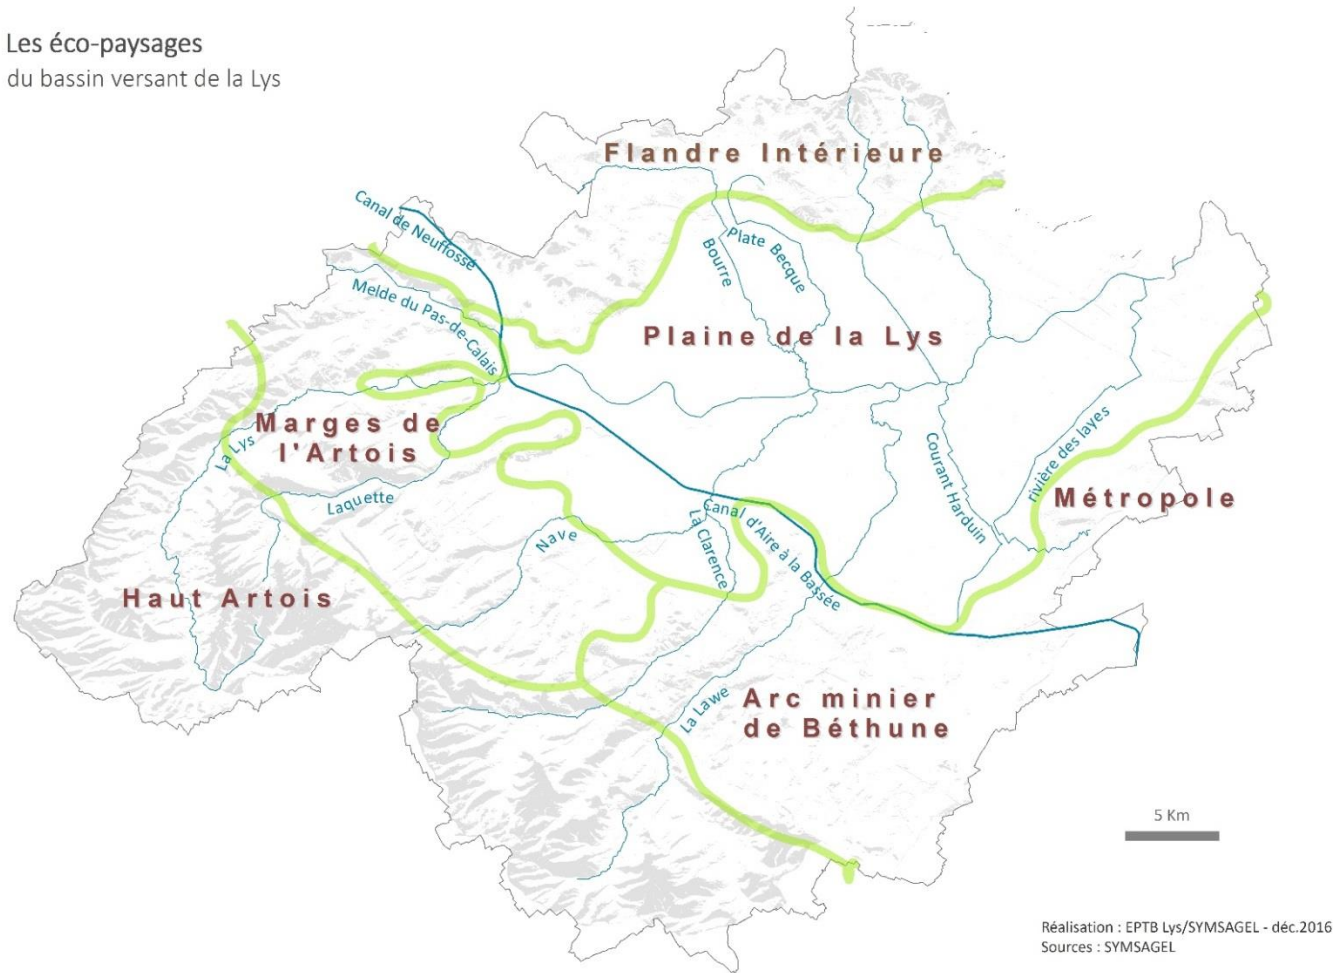 Les éco-paysages
du bassin versant de la Lys
Flandre Intérieure
Canal de Neuffossé
Plate Becque
Bourre
Melde du Pas-de-Calais
Plaine de la Lys
Marges de
l'Artois
La Lys
Laquette
Courant Harduin
rivière des layes
Métropole
Nave
La Clarence
Canal d'Aire à la Bassée
Haut Artois
La Lawe
Arc minier
de Béthune
5 Km
Réalisation : EPTB Lys/SYMSAGEL - déc.2016
Sources : SYMSAGEL